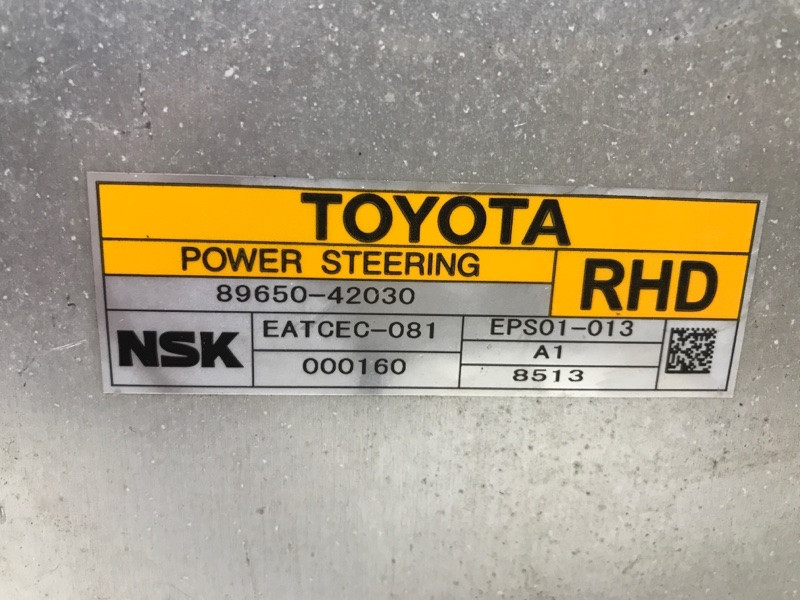 TOYOTA
POWER STEERING
RHD
89650-42030
NSK
EATCEC-081
EPS01-013
000160
A1
8513